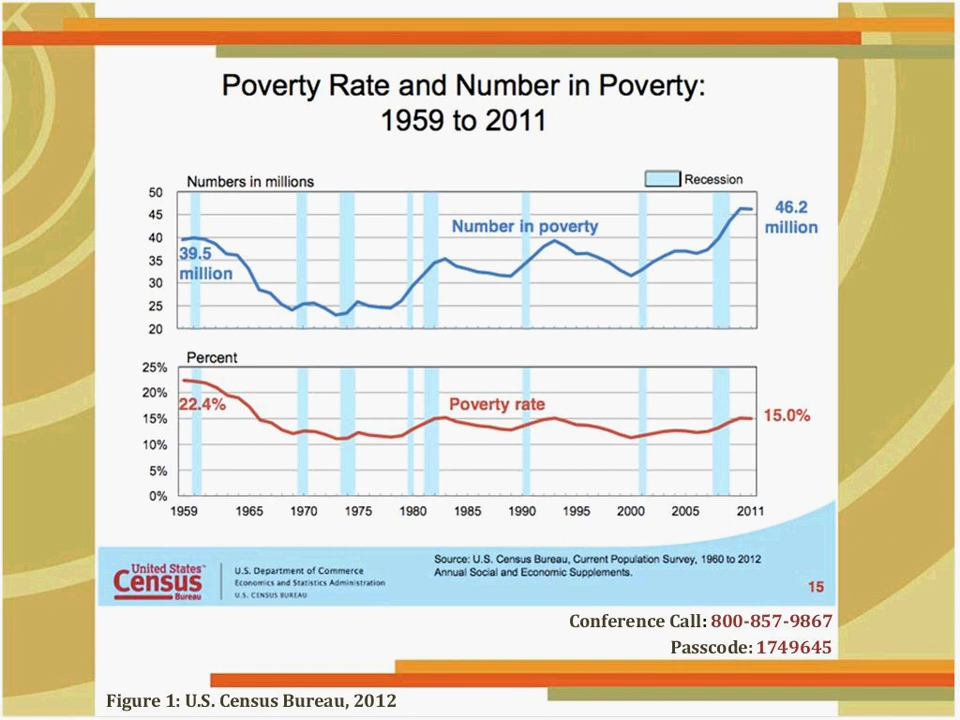 Poverty Rate and Number in Poverty:
1959 to 2011
Numbers in millions
Recession
50
45
40
35
30
25
20
Number in poverty
39.5
million
46.2
million
Percent
25%
20%
15%
10%
5%
0%
22.4%
Poverty rate
15.0%
1959 1965 1970 1975 1980 1985 1990 1995 2000 2005 2011
United States™
Census
Bureau
U.S. Department of Commerce
Economics and Statistics Administration
U.S. CENSUS BUREAU
Source: U.S. Census Bureau, Current Population Survey, 1960 to 2012
Annual Social and Economic Supplements.
15
Conference Call: 800-857-9867
Passcode: 1749645
Figure 1: U.S. Census Bureau, 2012